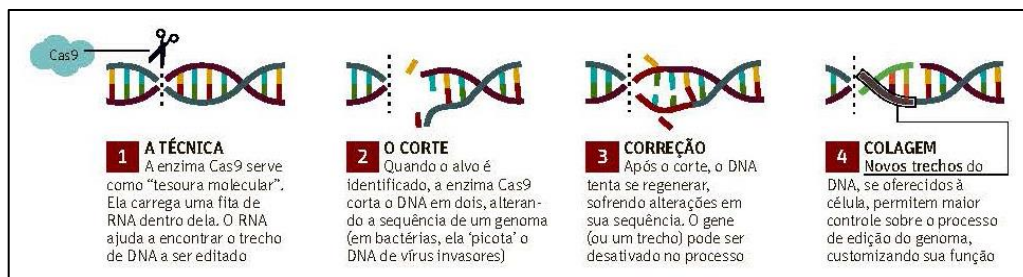 Cas9
1 A TÉCNICA
A enzima Cas9 serve
como “tesoura molecular”.
Ela carrega uma fita de
RNA dentro dela. O RNA
ajuda a encontrar o trecho
de DNA a ser editado
2 O CORTE
Quando o alvo é
identificado, a enzima Cas9
corta o DNA em dois, alteran-
do a sequência de um genoma
(em bactérias, ela ‘picota’ o
DNA de vírus invasores)
3 CORREÇÃO
Após o corte, o DNA
tenta se regenerar,
sofrendo alterações em
sua sequência. O gene
(ou um trecho) pode ser
desativado no processo
4 COLAGEM
Novos trechos do
DNA, se oferecidos à
célula, permitem maior
controle sobre o processo
de edição do genoma,
customizando sua função